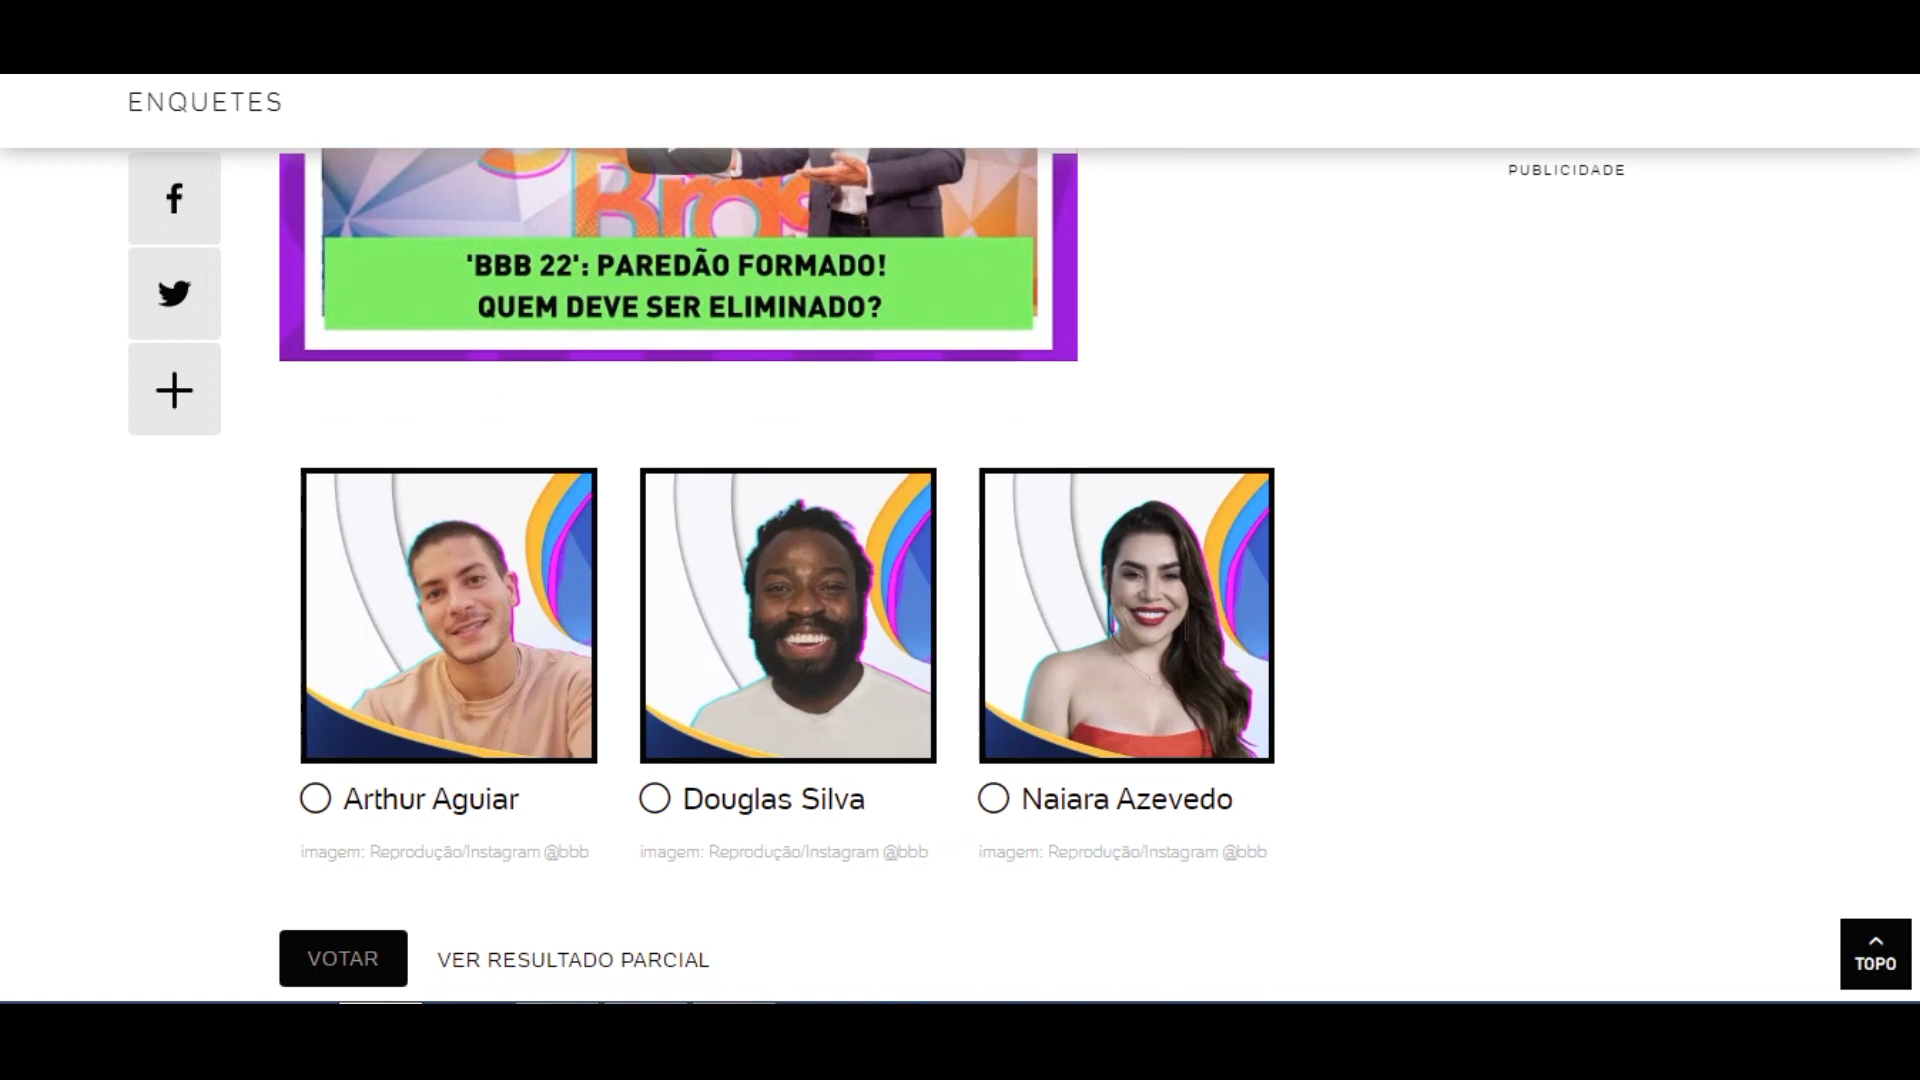 ENQUETES
PUBLICIDADE
Bros
'BBB 22': PAREDÃO FORMADO!
QUEM DEVE SER ELIMINADO?
Arthur Aguiar
Douglas Silva
Naiara Azevedo
imagem: Reprodução/Instagram @bbb
imagem: Reprodução/Instagram @bbb
imagem: Reprodução/Instagram @bbb
VOTAR
VER RESULTADO PARCIAL
TOPO